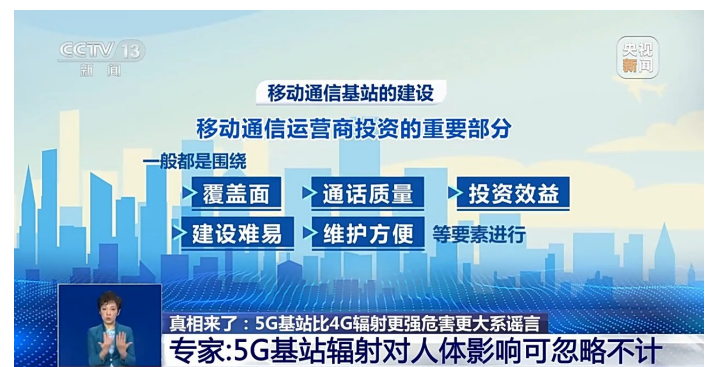 CCTV 13
新闻
央视
新闻
移动通信基站的建设
移动通信运营商投资的重要部分
一般都是围绕
覆盖面 通话质量 投资效益
建设难易 维护方便 等要素进行
真相来了：5G基站比4G辐射更强危害更大系谣言
专家:5G基站辐射对人体影响可忽略不计